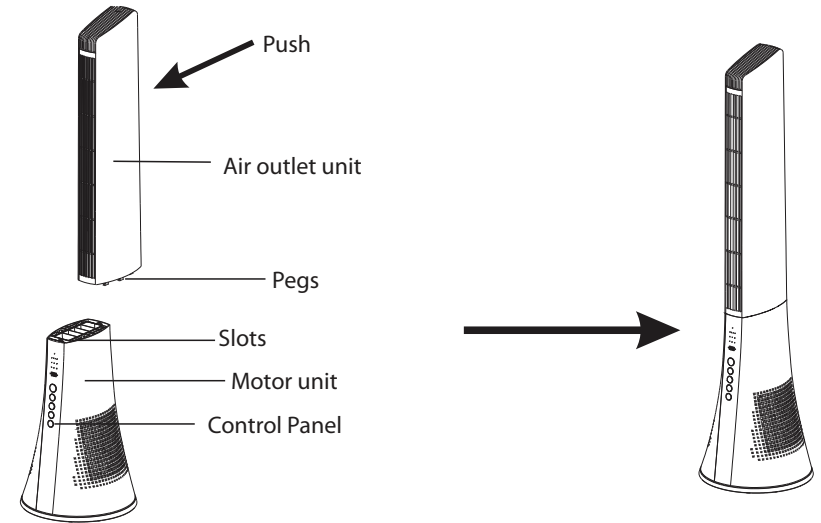 Push
Air outlet unit
Pegs
Slots
Motor unit
Control Panel